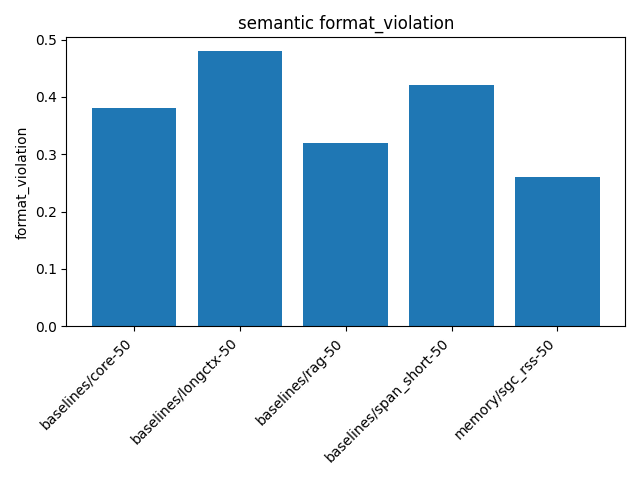 semantic format_violation
format_violation
0.5
0.4
0.3
0.2
0.1
0.0
baselines/core-50
baselines/longctx-50
baselines/rag-50
baselines/span_short-50
memory/sgc_rss-50